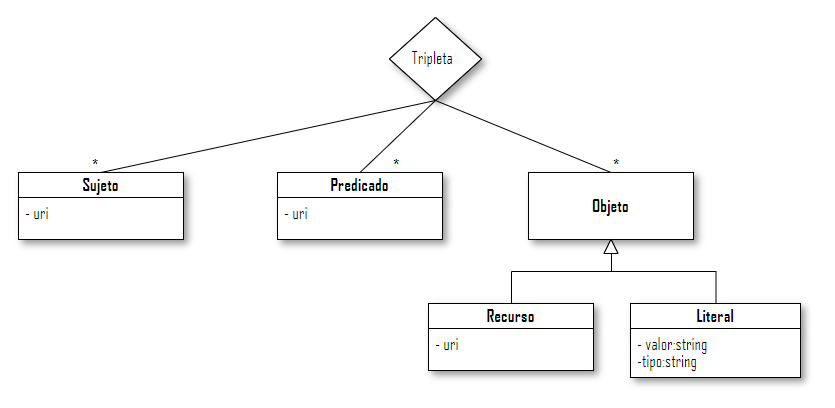 Tripleta
* * *
Sujeto Predicado Objeto
- uri - uri
Recurso Literal
- uri - valor:string
-tipo:string